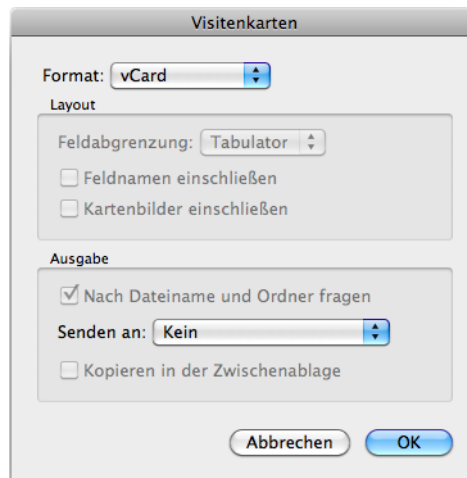 Visitenkarten
Format: vCard
Layout
Feldabgrenzung: Tabulator
Feldnamen einschließen
Kartenbilder einschließen
Ausgabe
Nach Dateiname und Ordner fragen
Senden an: Kein
Kopieren in der Zwischenablage
Abbrechen OK